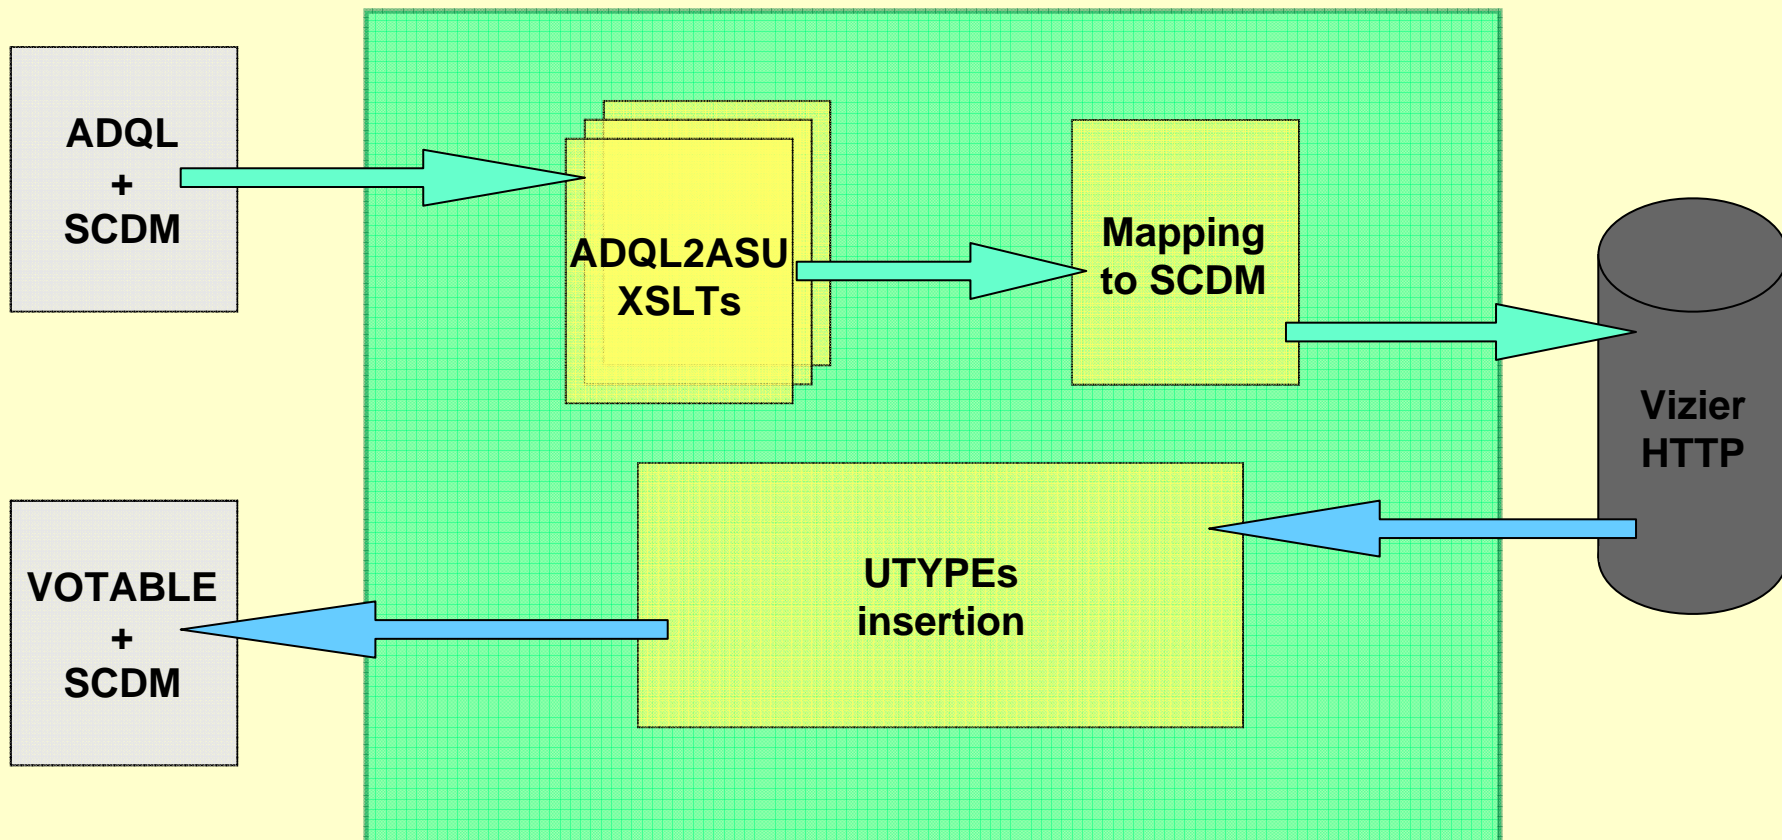 ADQL
+
SCDM
ADQL2ASU
XSLTs
Mapping
to SCDM
Vizier
HTTP
UTYPEs
insertion
VOTABLE
+
SCDM